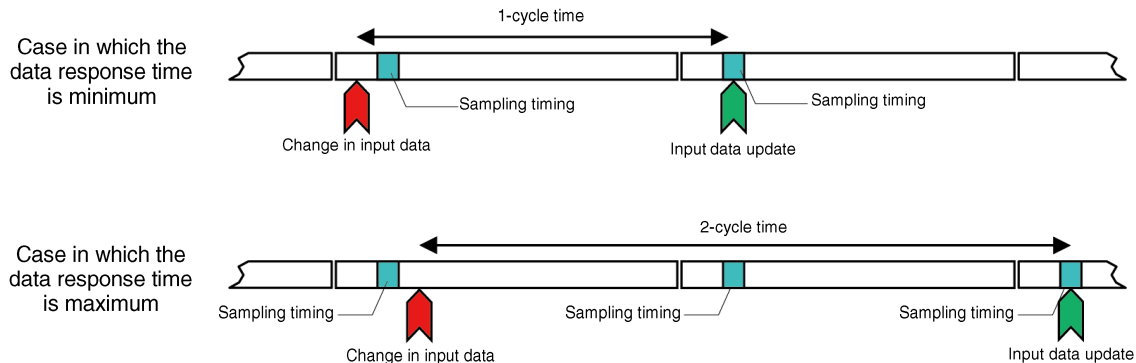 1-cycle time
Case in which the
data response time
is minimum
Sampling timing
Sampling timing
Change in input data
Input data update
2-cycle time
Case in which the
data response time
is maximum
Sampling timing
Sampling timing
Sampling timing
Change in input data
Input data update